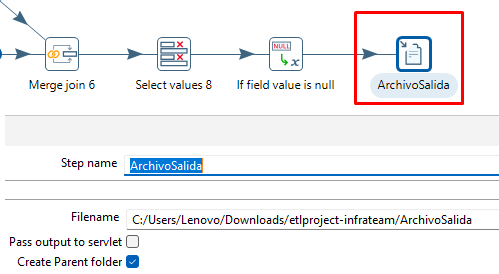 NULL
x
Merge join 6
Select values 8
If field value is null
ArchivoSalida
Step name
ArchivoSalida
Filename
C:/Users/Lenovo/Downloads/etlproject-infrateam/ArchivoSalida
Pass output to servlet
Create Parent folder